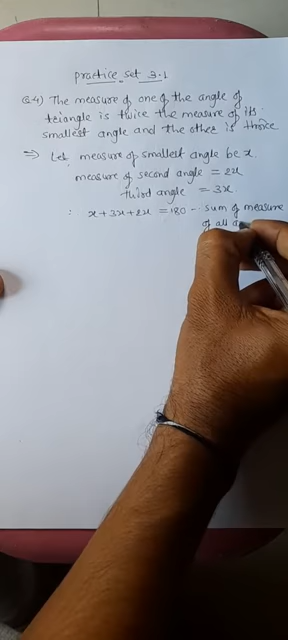 practice set 3.1
Q.4) The measure of one of the angle of
triangle is twice the measure of its
smallest angle and the other is thrice
⇒ Let, measure of smallest angle be x.
measure of second angle = 2x
third angle = 3x
∴ x + 3x + 2x = 180 -- sum of measure
of all